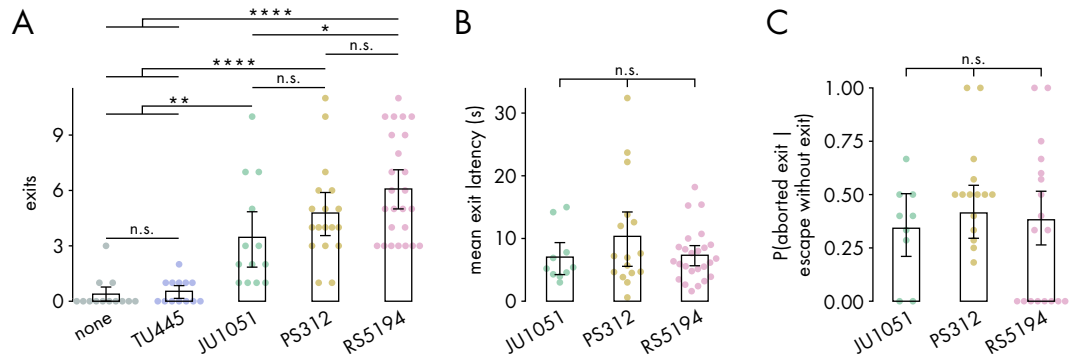 A
****
*
n.s.
****
n.s.
**
n.s.
exits
9
6
3
0
none
TU445
JU1051
PS312
RS5194
B
n.s.
mean exit latency (s)
30
20
10
0
JU1051
PS312
RS5194
C
n.s.
P(aborted exit |
escape without exit)
1.00
0.75
0.50
0.25
0.00
JU1051
PS312
RS5194